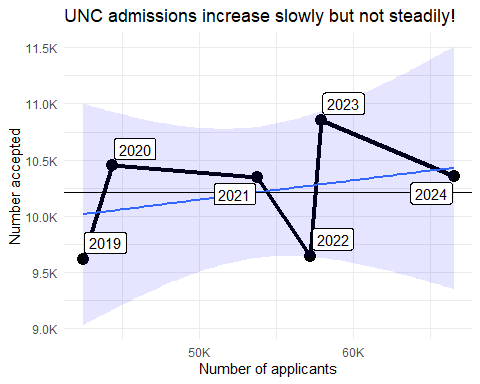 UNC admissions increase slowly but not steadily!
Number accepted
11.5K
11.0K
10.5K
10.0K
9.5K
9.0K
2019
2020
2021
2022
2023
2024
50K
60K
Number of applicants